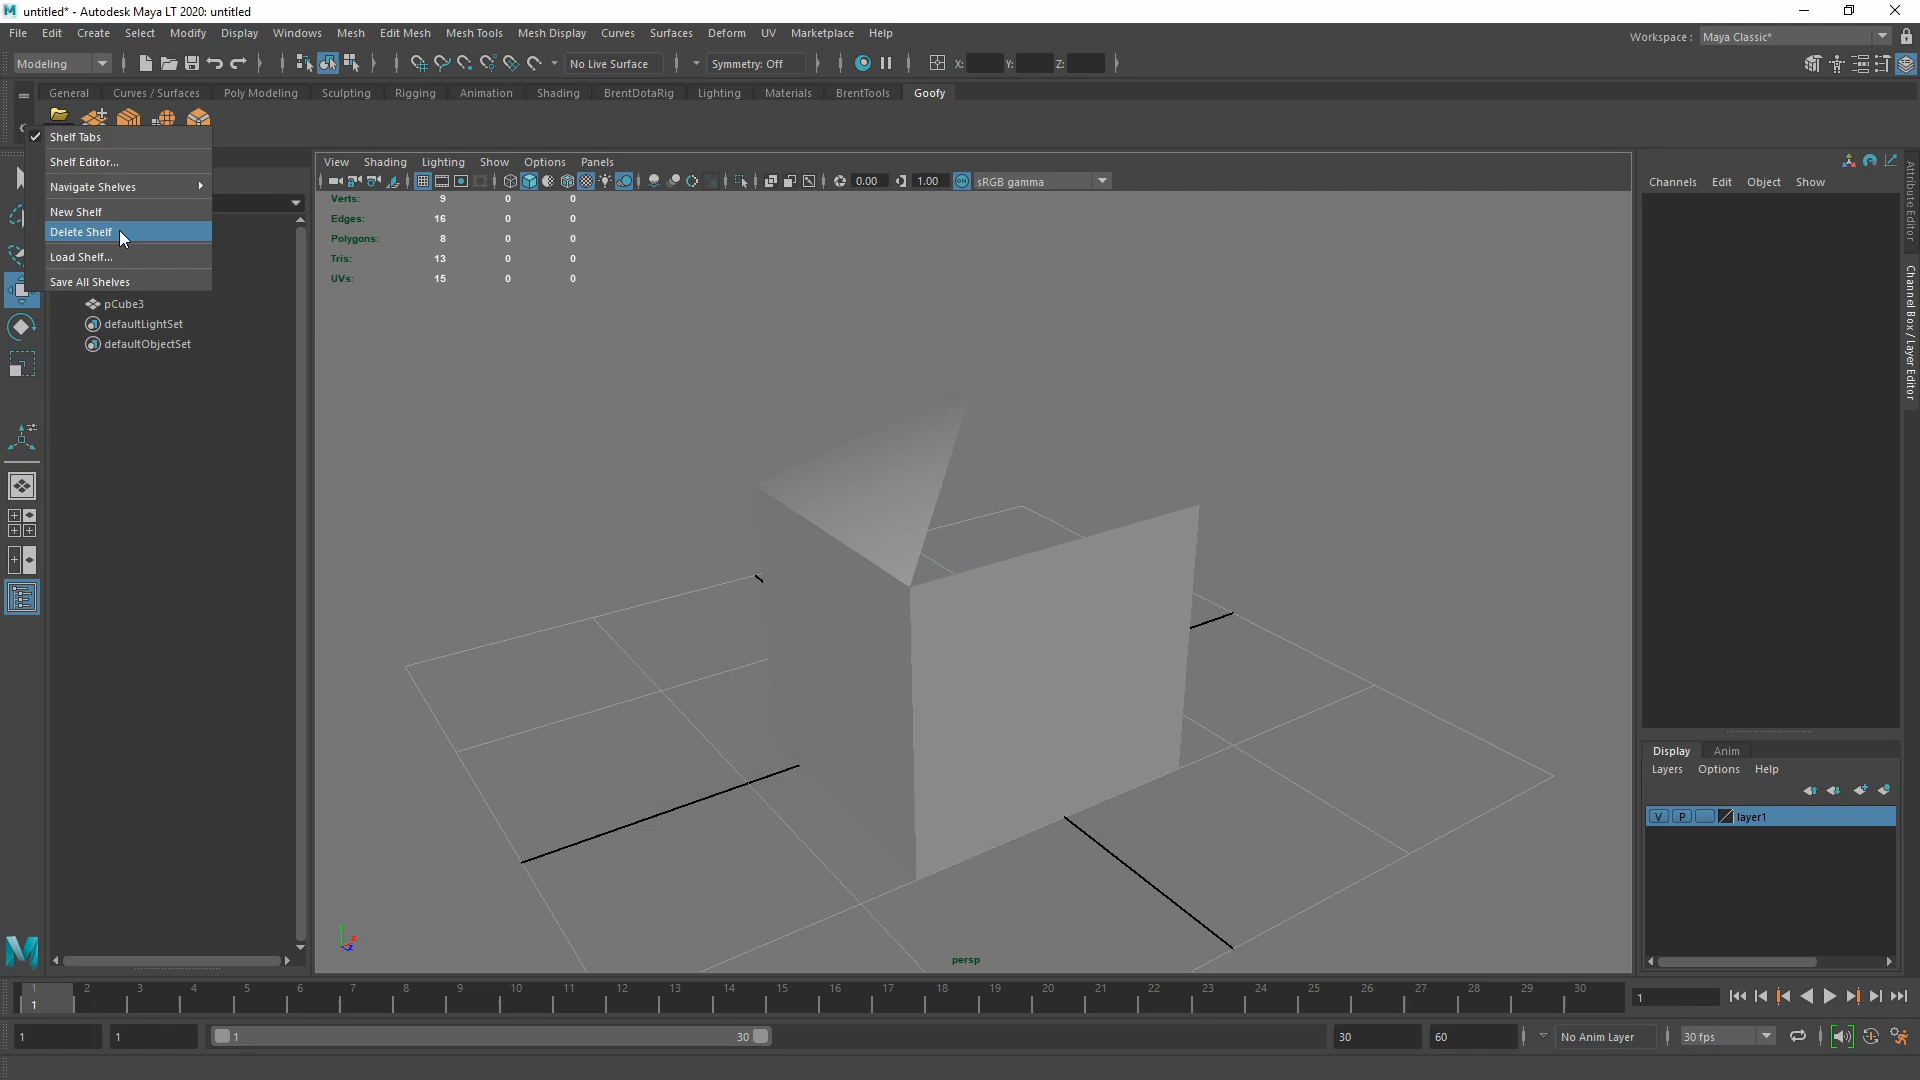 untitled* - Autodesk Maya LT 2020: untitled
File Edit Create Select Modify Display Windows Mesh Edit Mesh Mesh Tools Mesh Display Curves Surfaces Deform UV Marketplace Help
Workspace : Maya Classic*
Modeling No Live Surface Symmetry: Off X: Y: Z:
General Curves / Surfaces Poly Modeling Sculpting Rigging Animation Shading BrentDotaRig Lighting Materials BrentTools Goofy
Shelf Tabs
Shelf Editor...
Navigate Shelves
New Shelf
Delete Shelf
Load Shelf...
Save All Shelves
pCube3
defaultLightSet
defaultObjectSet
View Shading Lighting Show Options Panels
0.00 1.00 ON sRGB gamma
Verts: 9 0 0
Edges: 16 0 0
Polygons: 8 0 0
Tris: 13 0 0
UVs: 15 0 0
persp
Y X Z
Channels Edit Object Show
Attribute Editor
Channel Box / Layer Editor
Display Anim
Layers Options Help
V P layer1
M
1 2 3 4 5 6 7 8 9 10 11 12 13 14 15 16 17 18 19 20 21 22 23 24 25 26 27 28 29 30
1 1
1 1 1 30 30 60 No Anim Layer 30 fps